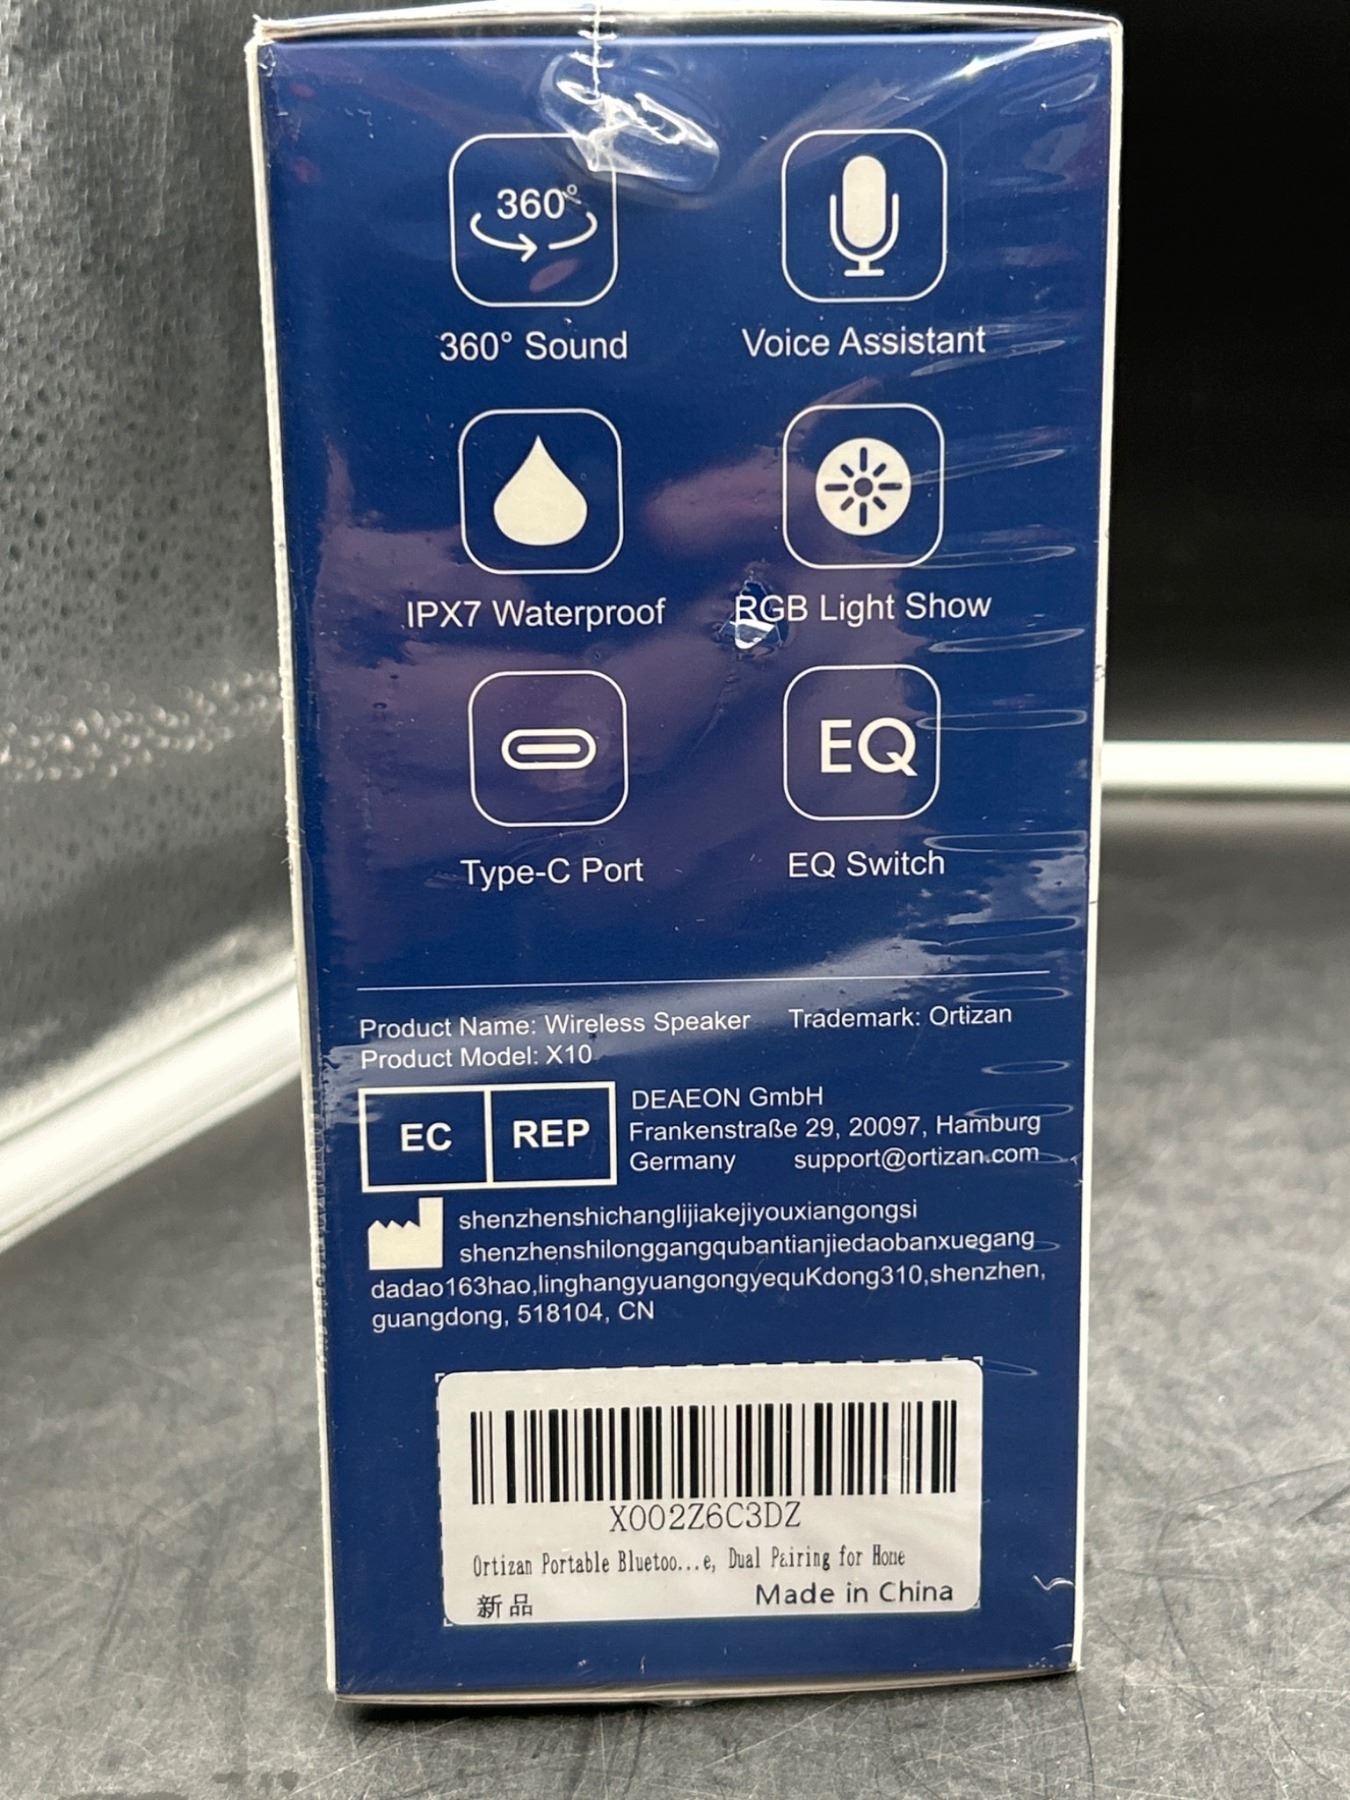 360°
360° Sound
Voice Assistant
IPX7 Waterproof
RGB Light Show
EQ
Type-C Port
EQ Switch
Product Name: Wireless Speaker Trademark: Ortizan
Product Model: X10
EC REP
DEAEON GmbH
Frankenstraße 29, 20097, Hamburg
Germany support@ortizan.com
shenzhenshichanglijiakejiyouxiangongsi
shenzhenshilonggangqubantianjiedaobanxuegang
dadao163hao,linghangyuangongyequKdong310,shenzhen,
guangdong, 518104, CN
X002Z6C3DZ
Ortizan Portable Bluetoo...e, Dual Pairing for Home
新品 Made in China